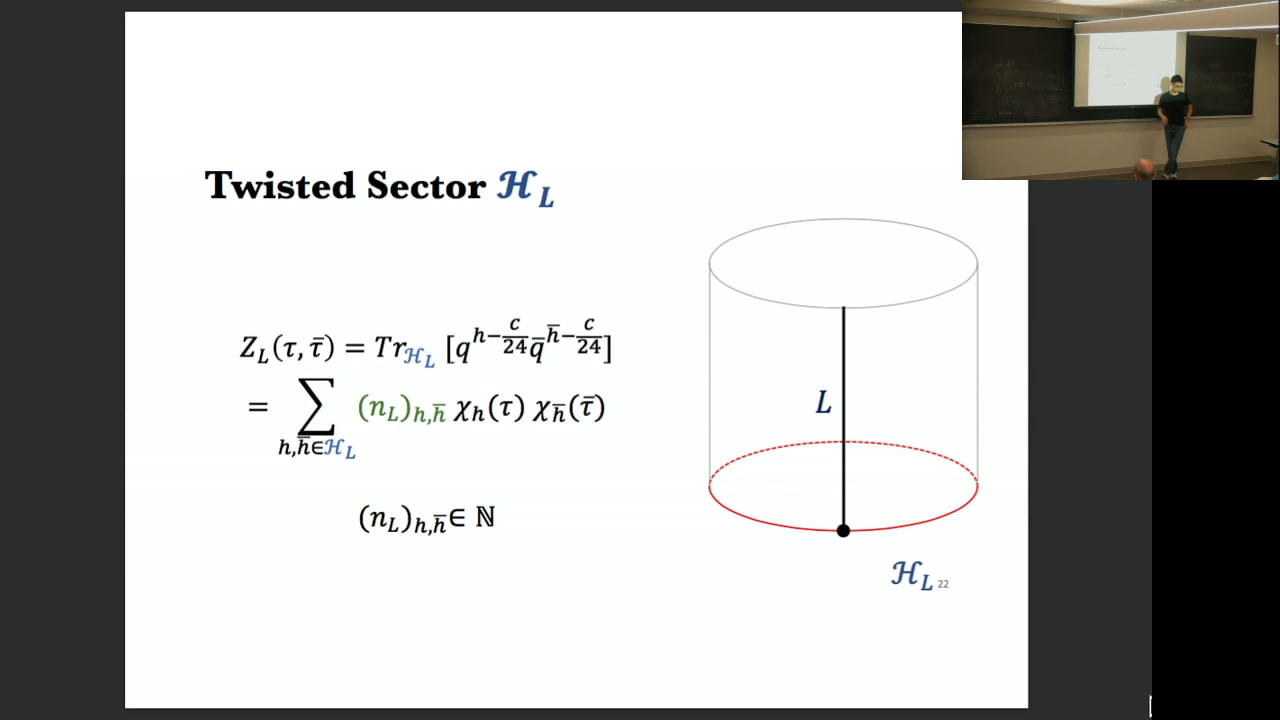 Twisted Sector ℋ_L
Z_L(τ, τ̄) = Tr_{ℋ_L} [q^{h−c/24} q̄^{h̄−c/24}]
= ∑_{h,h̄∈ℋ_L} (n_L)_{h,h̄} χ_h(τ) χ_h̄(τ̄)
(n_L)_{h,h̄} ∈ ℕ
L
ℋ_L
22